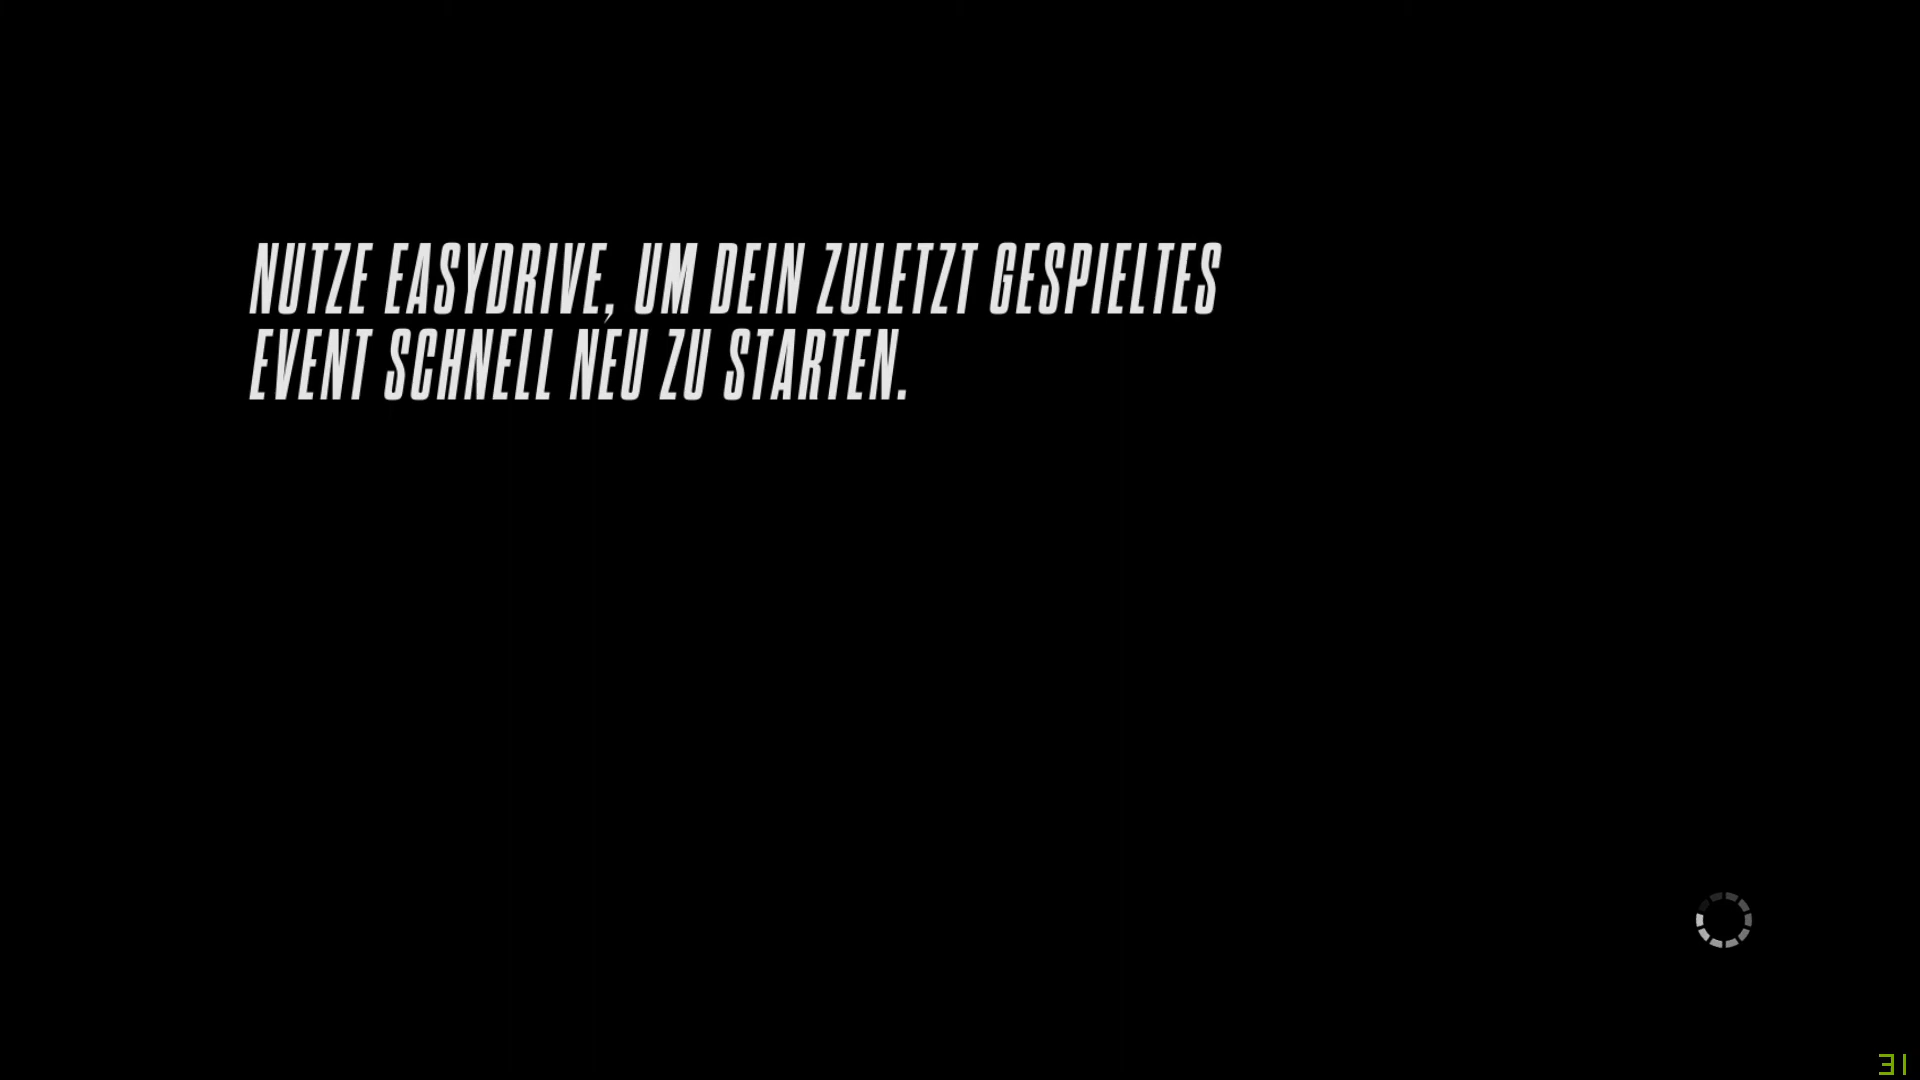 NUTZE EASYDRIVE, UM DEIN ZULETZT GESPIELTES
EVENT SCHNELL NEU ZU STARTEN.
31